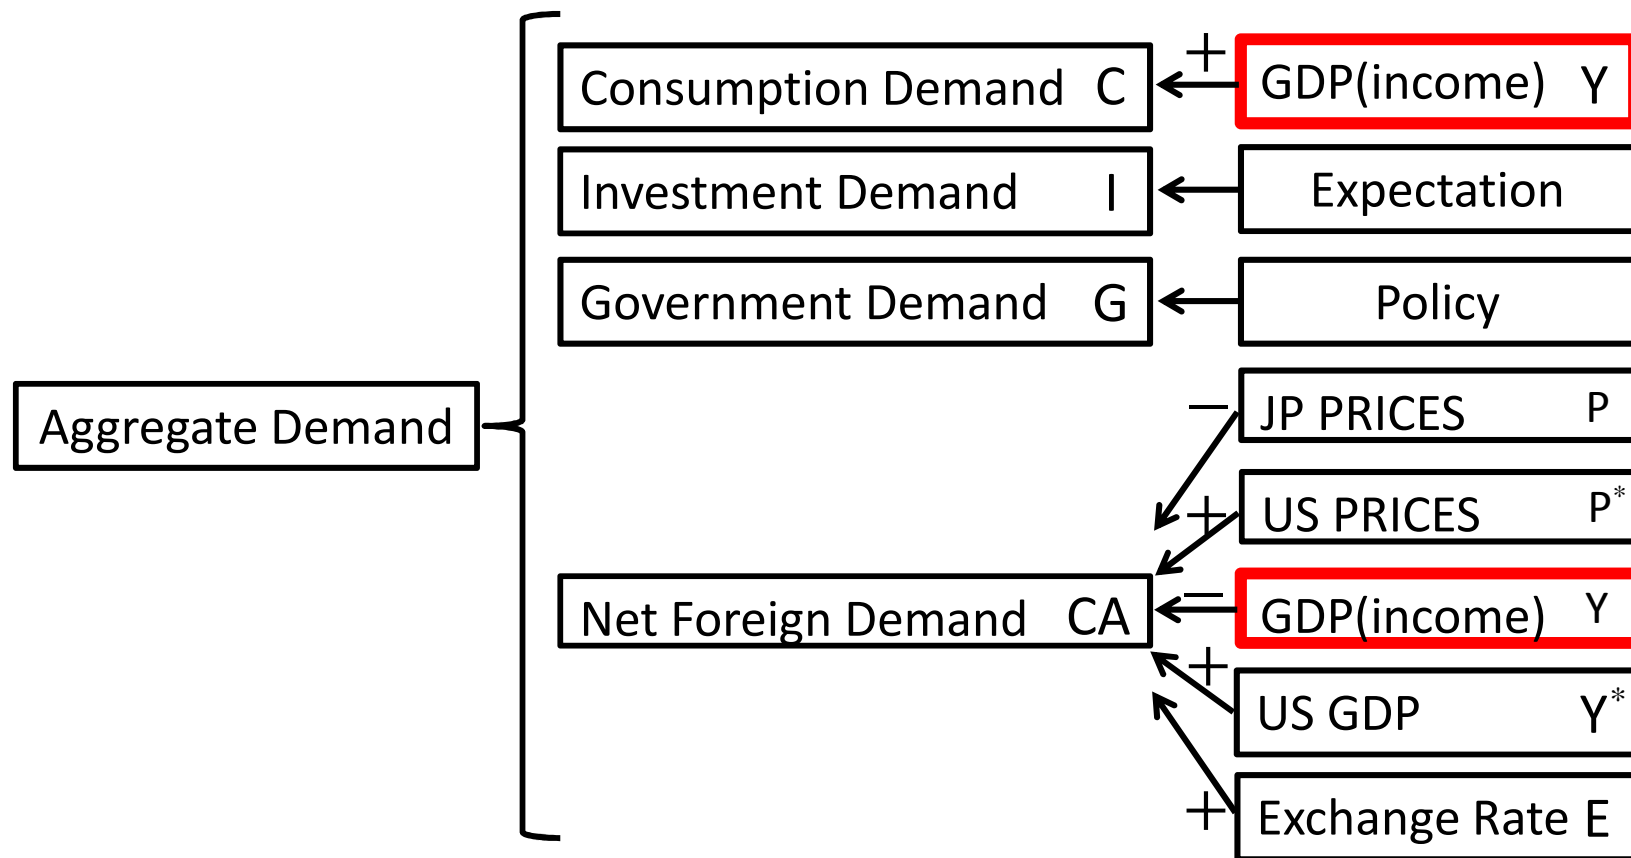 Consumption Demand C
+
GDP(income) Y
Investment Demand I
Expectation
Government Demand G
Policy
Aggregate Demand
−
JP PRICES P
+
US PRICES P*
Net Foreign Demand CA
−
GDP(income) Y
+
US GDP Y*
+
Exchange Rate E